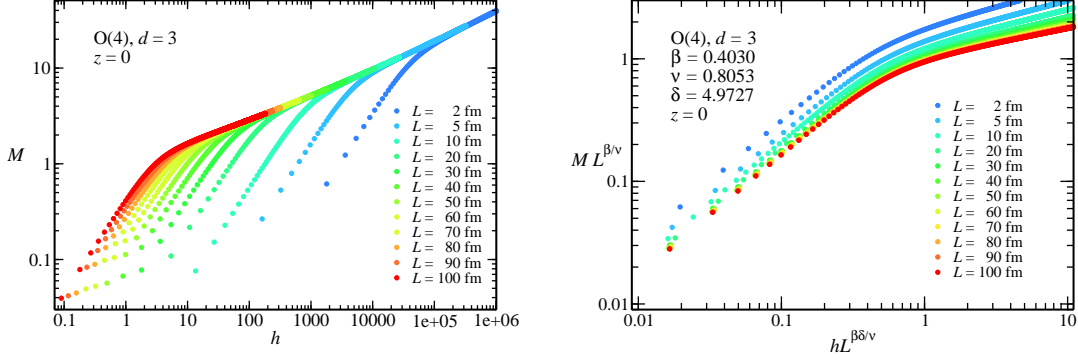 O(4), d = 3
z = 0
10
1
0.1
M
L = 2 fm
L = 5 fm
L = 10 fm
L = 20 fm
L = 30 fm
L = 40 fm
L = 50 fm
L = 60 fm
L = 70 fm
L = 80 fm
L = 90 fm
L = 100 fm
0.1 1 10 100 1000 10000 1e+05 1e+06
h
O(4), d = 3
β = 0.4030
ν = 0.8053
δ = 4.9727
z = 0
1
0.1
0.01
M L^{β/ν}
L = 2 fm
L = 5 fm
L = 10 fm
L = 20 fm
L = 30 fm
L = 40 fm
L = 50 fm
L = 60 fm
L = 70 fm
L = 80 fm
L = 90 fm
L = 100 fm
0.01 0.1 1 10
hL^{βδ/ν}